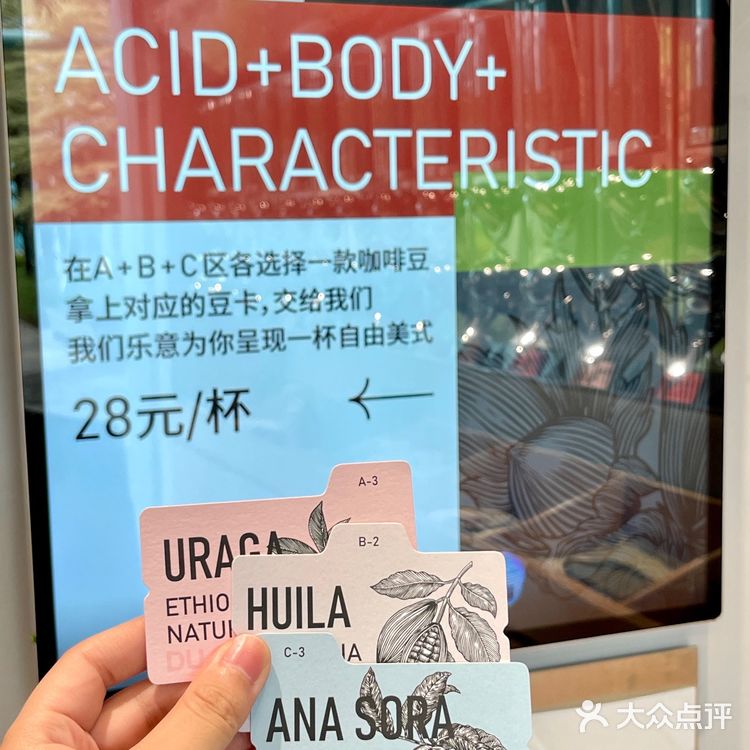 ACID+BODY+
CHARACTERISTIC
在A+B+C区各选择一款咖啡豆
拿上对应的豆卡,交给我们
我们乐意为你呈现一杯自由美式
28元/杯
A-3
URAGA
ETHIO
NATU
B-2
HUILA
C-3
ANA SORA
大众点评